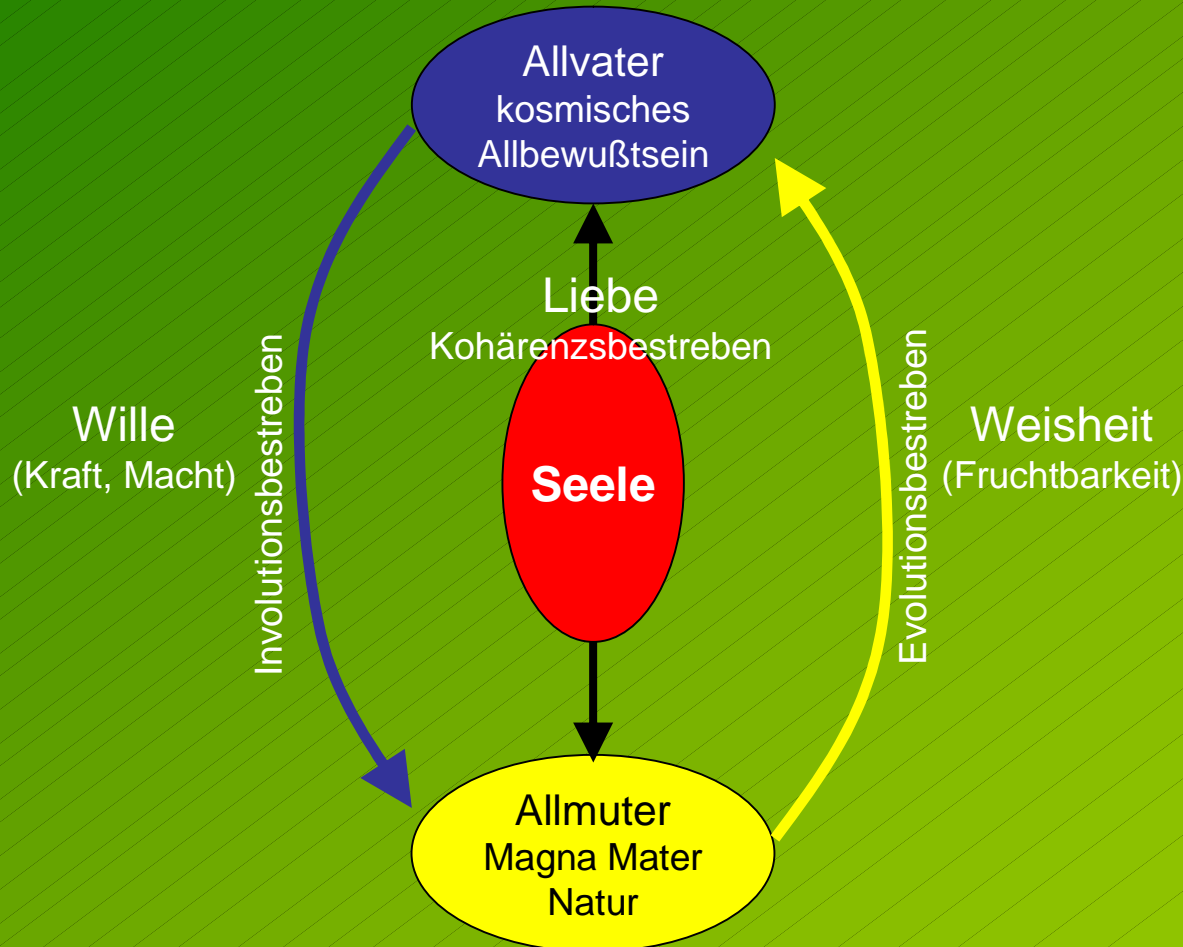 Allvater
kosmisches
Allbewußtsein
Liebe
Kohärenzsbestreben
Wille
(Kraft, Macht)
Involutionsbestreben
Seele
Evolutionsbestreben
Weisheit
(Fruchtbarkeit)
Allmuter
Magna Mater
Natur